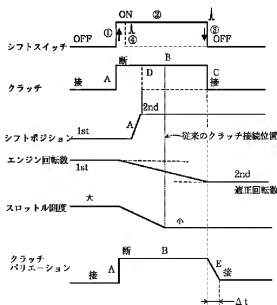 ON ②
シフトスイッチ OFF ① ④ ③ OFF
断 B
クラッチ 接 A D C 接
2nd
シフトポジション 1st A
従来のクラッチ接続位置
エンジン回転数
1st 2nd
適正回転数
スロットル開度 大
小
断 B
クラッチ
バリエーション 接 A E 接
Δt